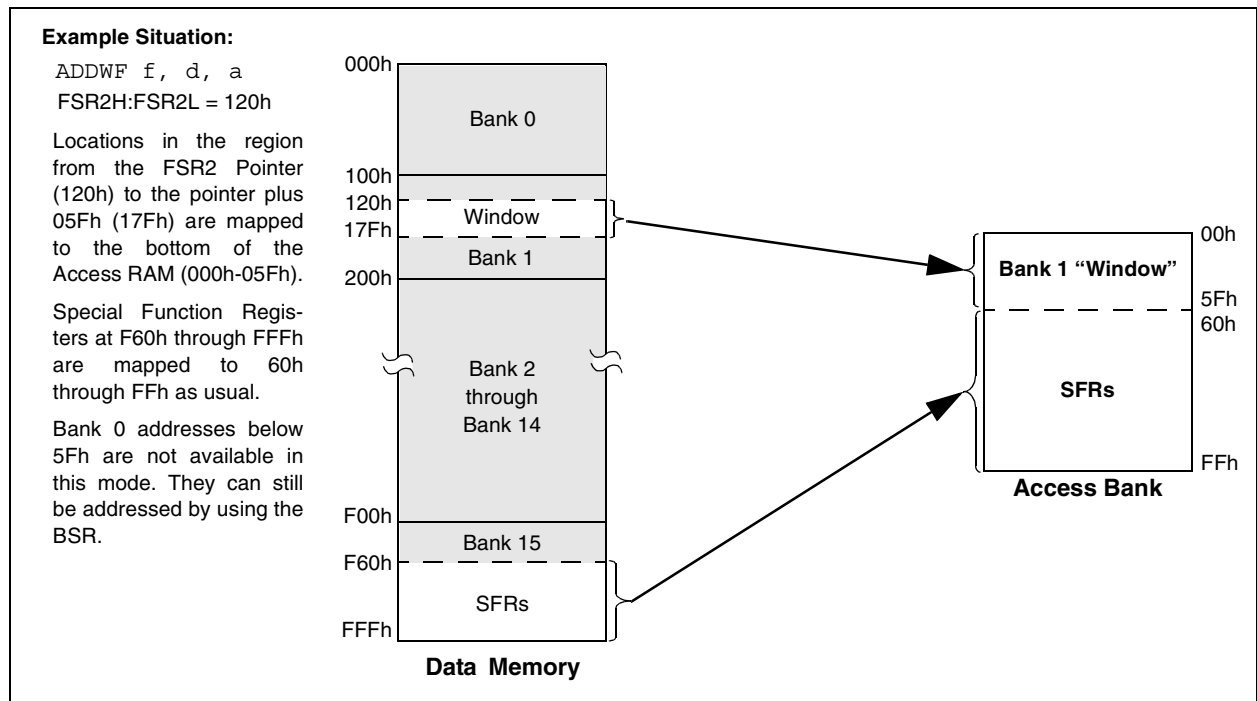 Example Situation:
ADDWF f, d, a
FSR2H:FSR2L = 120h
Locations in the region
from the FSR2 Pointer
(120h) to the pointer plus
05Fh (17Fh) are mapped
to the bottom of the
Access RAM (000h-05Fh).
Special Function Regis-
ters at F60h through FFFh
are mapped to 60h
through FFh as usual.
Bank 0 addresses below
5Fh are not available in
this mode. They can still
be addressed by using the
BSR.
000h
Bank 0
100h
120h
Window
17Fh
Bank 1
200h
Bank 2
through
Bank 14
F00h
Bank 15
F60h
SFRs
FFFh
Data Memory
00h
Bank 1 “Window”
5Fh
60h
SFRs
FFh
Access Bank